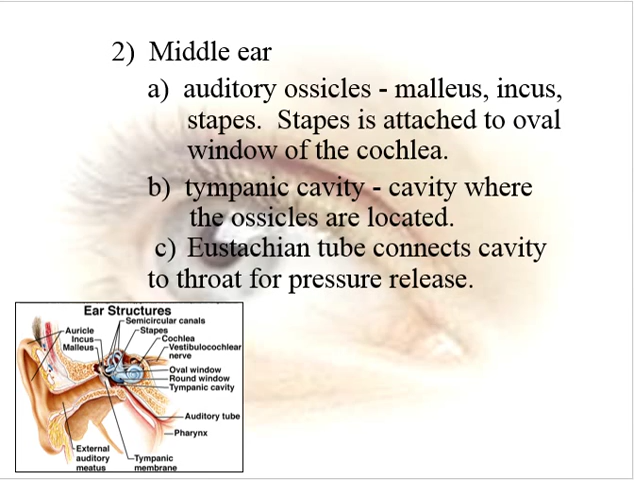 2) Middle ear
a) auditory ossicles - malleus, incus,
stapes. Stapes is attached to oval
window of the cochlea.
b) tympanic cavity - cavity where
the ossicles are located.
c) Eustachian tube connects cavity
to throat for pressure release.
Ear Structures
Semicircular canals
Auricle
Stapes
Incus
Cochlea
Malleus
Vestibulocochlear
nerve
Oval window
Round window
Tympanic cavity
Auditory tube
Pharynx
External
auditory
meatus
Tympanic
membrane